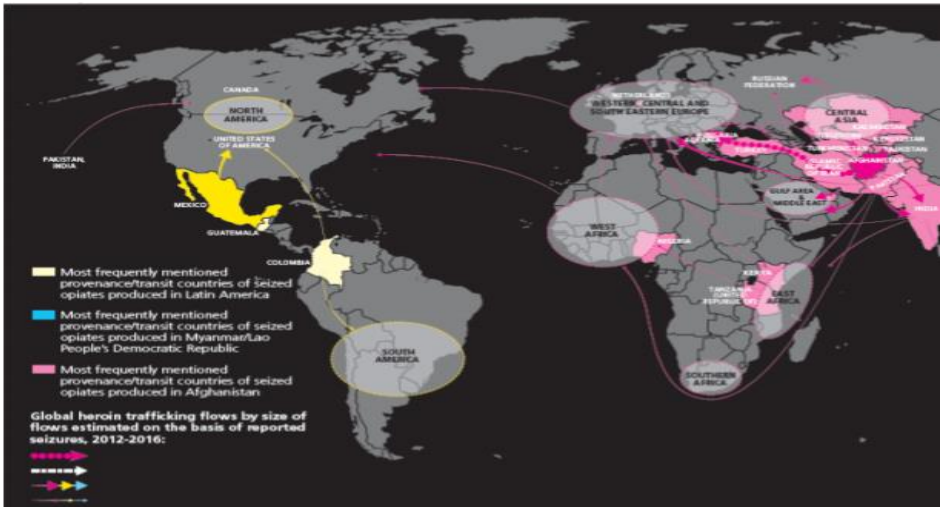 CANADA
NORTH
AMERICA
UNITED STATES
OF AMERICA
PAKISTAN,
INDIA
MEXICO
GUATEMALA
COLOMBIA
SOUTH
AMERICA
NETHERLANDS
WESTERN, CENTRAL AND
SOUTH EASTERN EUROPE
RUSSIAN
FEDERATION
CENTRAL
ASIA
AFGHANISTAN
PAKISTAN
INDIA
GULF AREA
&
MIDDLE EAST
WEST
AFRICA
NIGERIA
KENYA
TANZANIA
(UNITED
REPUBLIC OF)
EAST
AFRICA
SOUTHERN
AFRICA
Most frequently mentioned
provenance/transit countries of seized
opiates produced in Latin America
Most frequently mentioned
provenance/transit countries of seized
opiates produced in Myanmar/Lao
People's Democratic Republic
Most frequently mentioned
provenance/transit countries of seized
opiates produced in Afghanistan
Global heroin trafficking flows by size of
flows estimated on the basis of reported
seizures, 2012-2016: